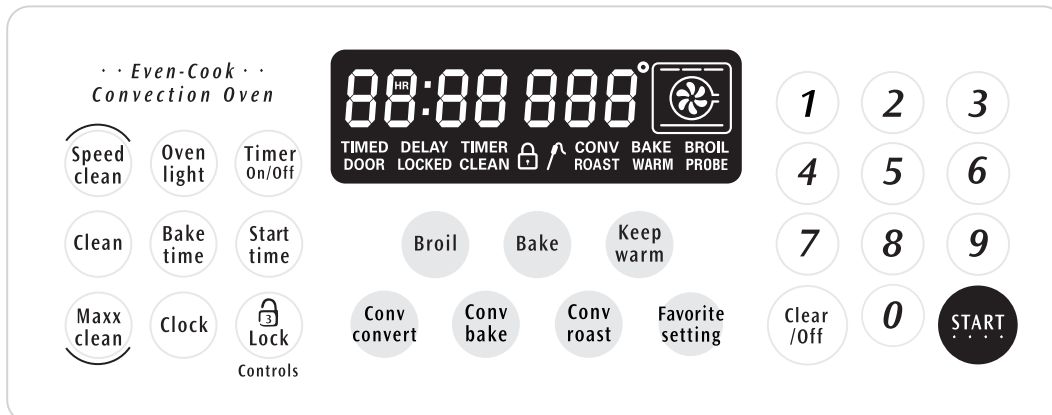 · · Even-Cook · ·
Convection Oven
Speed
clean
Oven
light
Timer
On/Off
Clean
Bake
time
Start
time
Maxx
clean
Clock
3
Lock
Controls
88:88 888°
HR
TIMED DELAY TIMER CONV BAKE BROIL
DOOR LOCKED CLEAN ROAST WARM PROBE
Broil
Bake
Keep
warm
Conv
convert
Conv
bake
Conv
roast
Favorite
setting
1 2 3
4 5 6
7 8 9
Clear
/Off
0
START
· · · ·